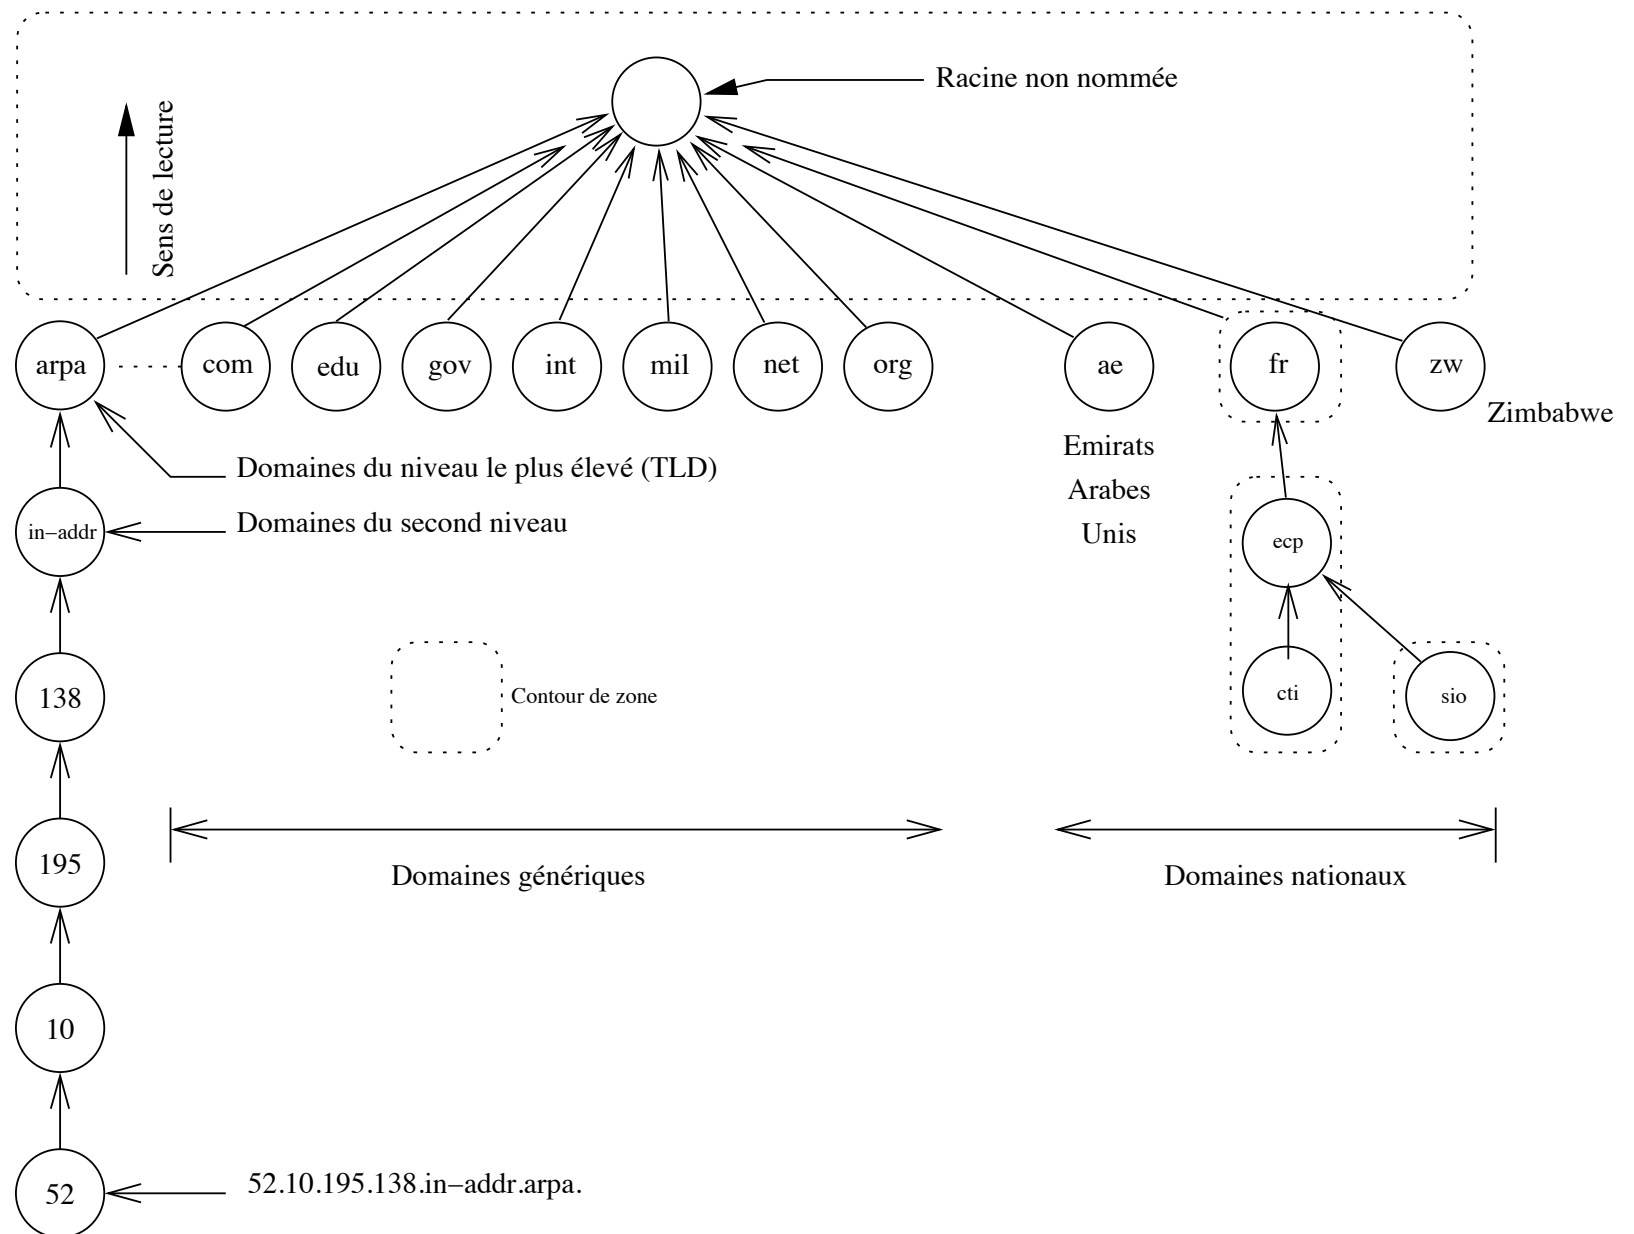 Racine non nommée
Sens de lecture
arpa
com
edu
gov
int
mil
net
org
ae
fr
zw
Zimbabwe
Emirats
Arabes
Unis
Domaines du niveau le plus élevé (TLD)
Domaines du second niveau
in−addr
ecp
138
Contour de zone
cti
sio
195
Domaines génériques
Domaines nationaux
10
52
52.10.195.138.in−addr.arpa.